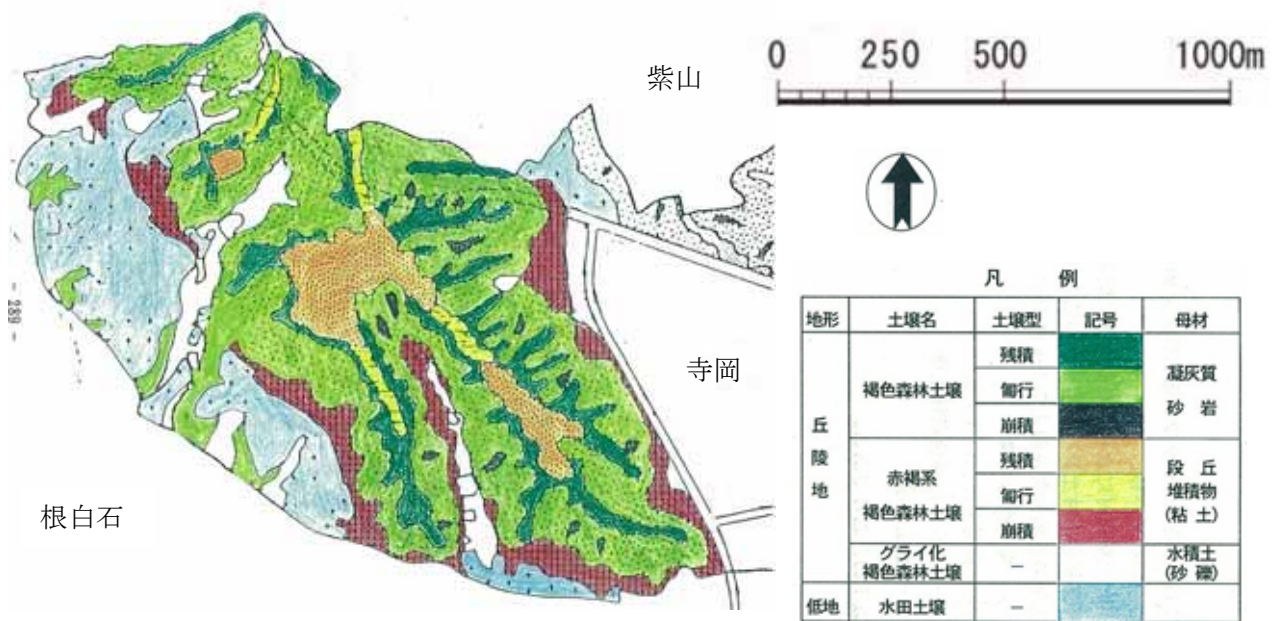 紫山
0 250 500 1000m
寺岡
根白石
- 289 -
凡 例
地形 土壌名 土壌型 記号 母材
丘陵地
褐色森林土壌
残積
匍行
崩積
凝灰質
砂岩
赤褐系
褐色森林土壌
残積
匍行
崩積
段丘
堆積物
(粘土)
グライ化
褐色森林土壌
－
水積土
(砂礫)
低地 水田土壌 －